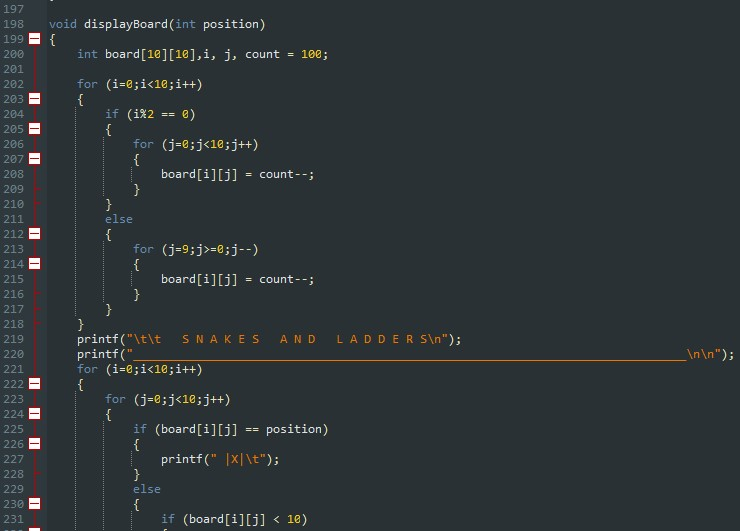 197
198 void displayBoard(int position)
199 {
200     int board[10][10],i, j, count = 100;
201
202     for (i=0;i<10;i++)
203     {
204         if (i%2 == 0)
205         {
206             for (j=0;j<10;j++)
207             {
208                 board[i][j] = count--;
209             }
210         }
211         else
212         {
213             for (j=9;j>=0;j--)
214             {
215                 board[i][j] = count--;
216             }
217         }
218     }
219     printf("\t\t   S N A K E S   A N D   L A D D E R S\n");
220     printf("_______________________________________________________________________________\n\n");
221     for (i=0;i<10;i++)
222     {
223         for (j=0;j<10;j++)
224         {
225             if (board[i][j] == position)
226             {
227                 printf(" |X|\t");
228             }
229             else
230             {
231                 if (board[i][j] < 10)